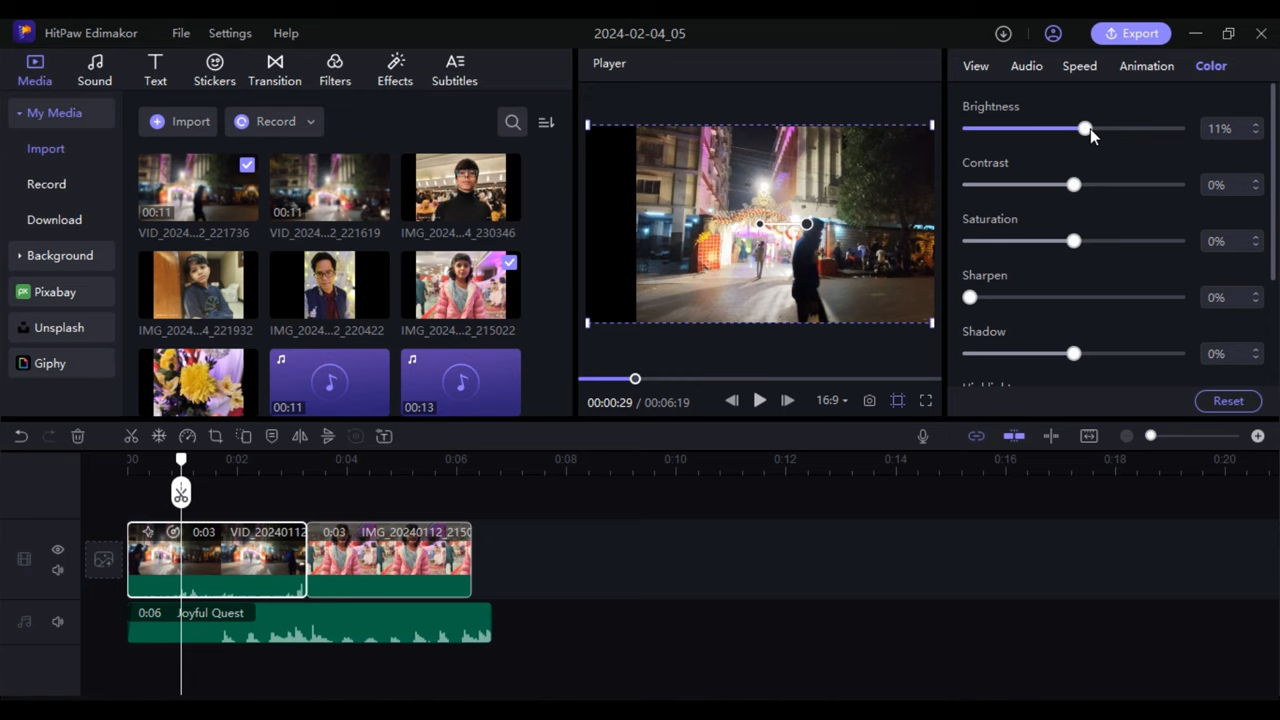 HitPaw Edimakor File Settings Help 2024-02-04_05 Export
Media Sound Text Stickers Transition Filters Effects Subtitles
Player
View Audio Speed Animation Color
My Media
Import
Record
Download
Background
Pixabay
Unsplash
Giphy
Import Record
00:11 00:11
VID_2024...2_221736 VID_2024...2_221619 IMG_2024...4_230346
IMG_2024...4_221932 IMG_2024...2_220422 IMG_2024...2_215022
00:11 00:13
00:00:29 / 00:06:19 16:9
Brightness
11%
Contrast
0%
Saturation
0%
Sharpen
0%
Shadow
0%
Reset
00 0:02 0:04 0:06 0:08 0:10 0:12 0:14 0:16 0:18 0:20
0:03 VID_20240112 0:03 IMG_20240112_2150
0:06 Joyful Quest